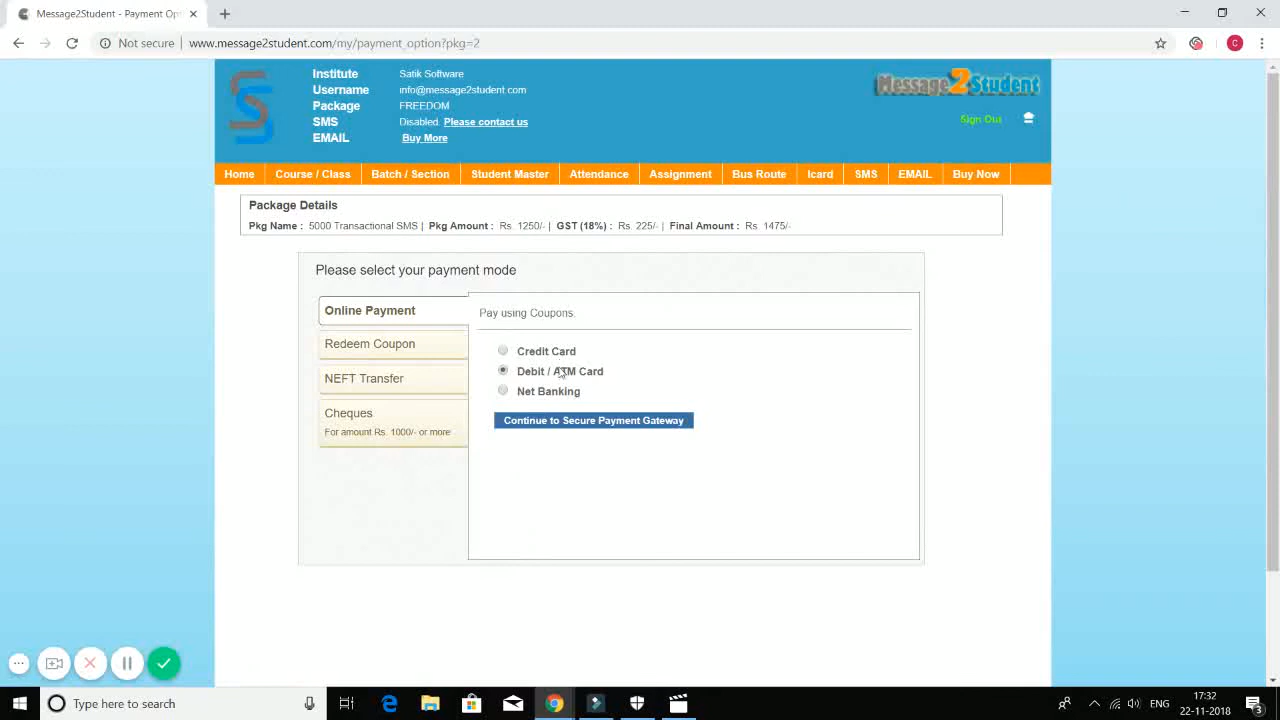 Message2Student - Payment Op
Not secure | www.message2student.com/my/payment_option?pkg=2
Institute Satik Software
Username info@message2student.com
Package FREEDOM
SMS Disabled. Please contact us
EMAIL Buy More
Message2Student
Sign Out
Home Course / Class Batch / Section Student Master Attendance Assignment Bus Route Icard SMS EMAIL Buy Now
Package Details
Pkg Name : 5000 Transactional SMS | Pkg Amount : Rs. 1250/- | GST (18%) : Rs. 225/- | Final Amount : Rs. 1475/-
Please select your payment mode
Online Payment
Redeem Coupon
NEFT Transfer
Cheques
For amount Rs. 1000/- or more
Pay using Coupons.
Credit Card
Debit / ATM Card
Net Banking
Continue to Secure Payment Gateway
Type here to search
ENG
17:32
22-11-2018
3